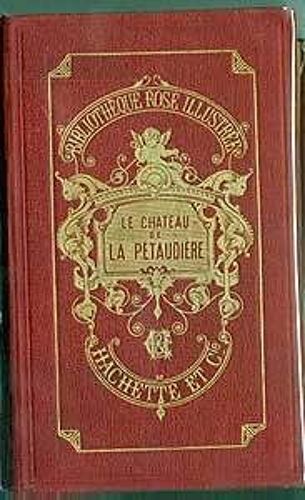 BIBLIOTHÈQUE ROSE ILLUSTRÉE
LE CHATEAU
DE
LA PÉTAUDIÈRE
HACHETTE ET Cie